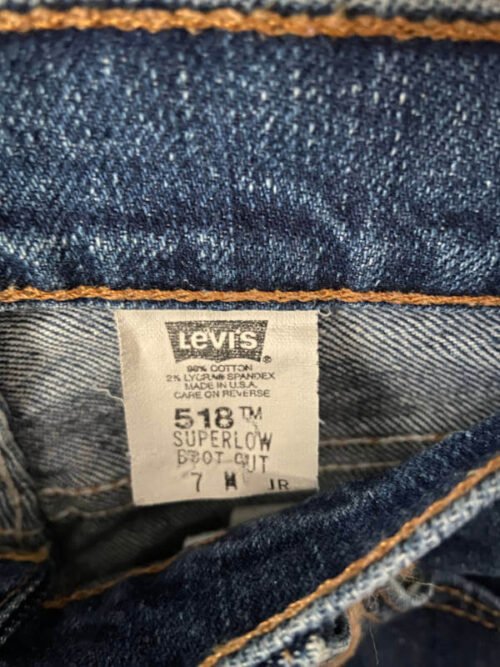 Levi's ®
98% COTTON
2% LYCRA® SPANDEX
MADE IN U.S.A.
CARE ON REVERSE
518™
SUPERLOW
BOOT CUT
7 M JR